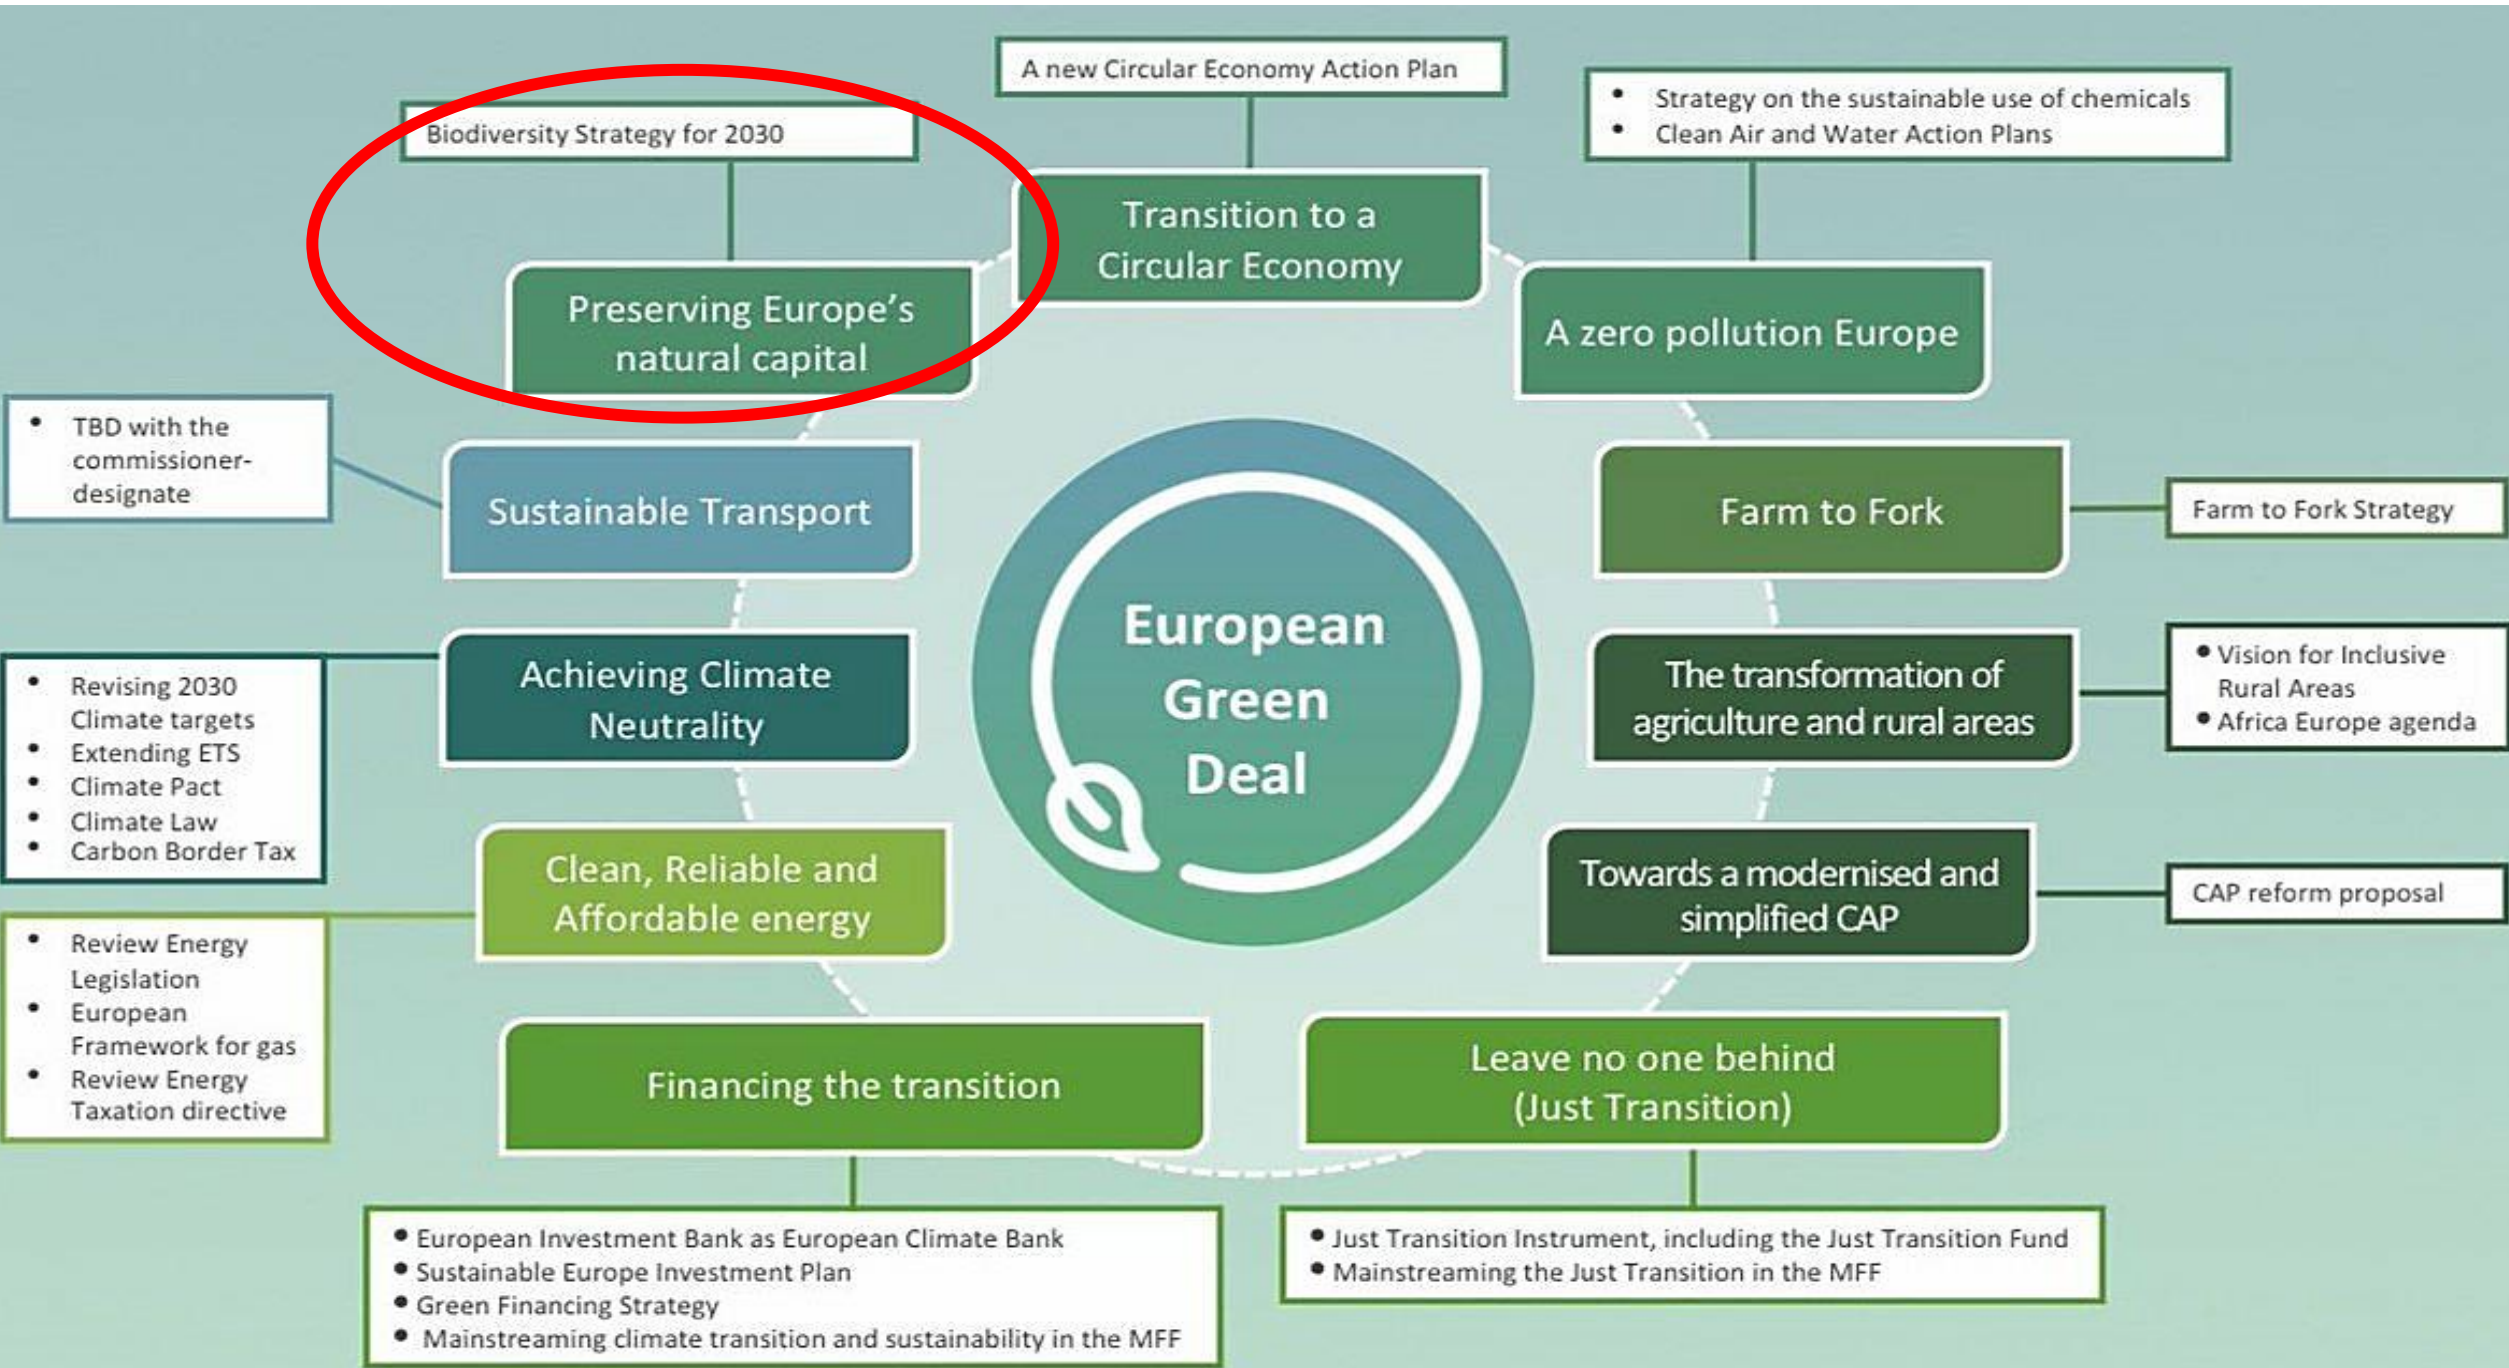 A new Circular Economy Action Plan
Biodiversity Strategy for 2030
• Strategy on the sustainable use of chemicals
• Clean Air and Water Action Plans
Transition to a
Circular Economy
Preserving Europe’s
natural capital
A zero pollution Europe
• TBD with the
commissioner-
designate
Sustainable Transport
Farm to Fork
Farm to Fork Strategy
European
Green
Deal
Achieving Climate
Neutrality
• Revising 2030
Climate targets
• Extending ETS
• Climate Pact
• Climate Law
• Carbon Border Tax
The transformation of
agriculture and rural areas
• Vision for Inclusive
Rural Areas
• Africa Europe agenda
Clean, Reliable and
Affordable energy
• Review Energy
Legislation
• European
Framework for gas
• Review Energy
Taxation directive
Towards a modernised and
simplified CAP
CAP reform proposal
Financing the transition
Leave no one behind
(Just Transition)
• European Investment Bank as European Climate Bank
• Sustainable Europe Investment Plan
• Green Financing Strategy
• Mainstreaming climate transition and sustainability in the MFF
• Just Transition Instrument, including the Just Transition Fund
• Mainstreaming the Just Transition in the MFF